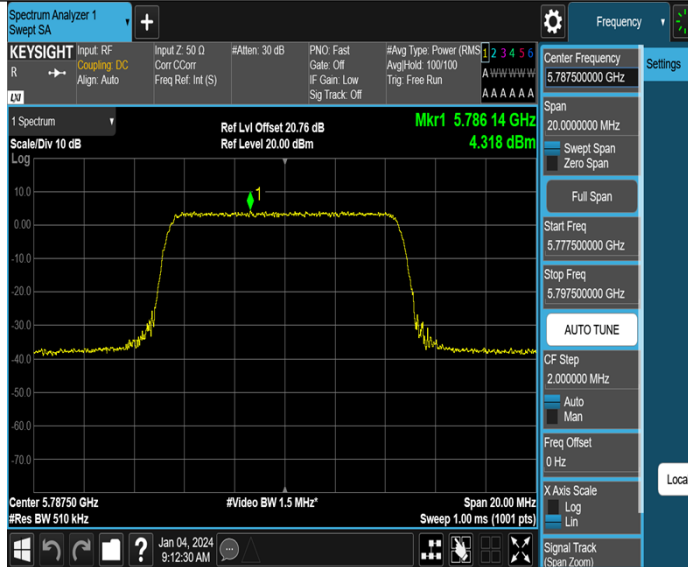 Spectrum Analyzer 1
Swept SA
+
Frequency
KEYSIGHT
R
LXI
Input: RF
Coupling: DC
Align: Auto
Input Z: 50 Ω
Corr CCorr
Freq Ref: Int (S)
#Atten: 30 dB
PNO: Fast
Gate: Off
IF Gain: Low
Sig Track: Off
#Avg Type: Power (RMS
Avg|Hold: 100/100
Trig: Free Run
1 2 3 4 5 6
A W W W W W
A A A A A A
1 Spectrum
Scale/Div 10 dB
Log
Ref Lvl Offset 20.76 dB
Ref Level 20.00 dBm
Mkr1 5.786 14 GHz
4.318 dBm
1
10.0
0.00
-10.0
-20.0
-30.0
-40.0
-50.0
-60.0
-70.0
Center 5.78750 GHz
#Res BW 510 kHz
#Video BW 1.5 MHz*
Span 20.00 MHz
Sweep 1.00 ms (1001 pts)
?
Jan 04, 2024
9:12:30 AM
Center Frequency
5.787500000 GHz
Span
20.0000000 MHz
Swept Span
Zero Span
Full Span
Start Freq
5.777500000 GHz
Stop Freq
5.797500000 GHz
AUTO TUNE
CF Step
2.000000 MHz
Auto
Man
Freq Offset
0 Hz
X Axis Scale
Log
Lin
Signal Track
(Span Zoom)
Settings
Loca